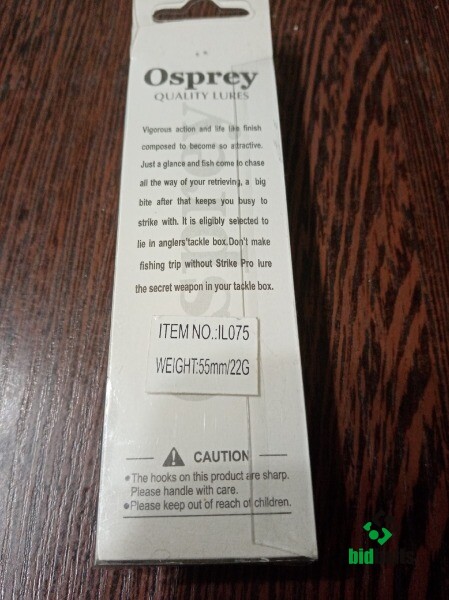 Osprey
QUALITY LURES
Vigorous action and life like finish
composed to become so attractive.
Just a glance and fish come to chase
all the way of your retrieving, a big
bite after that keeps you busy to
strike with. It is eligibly selected to
lie in anglers'tackle box.Don't make
fishing trip without Strike Pro lure
the secret weapon in your tackle box.
ITEM NO.:IL075
WEIGHT:55mm/22G
CAUTION
•The hooks on this product are sharp.
Please handle with care.
•Please keep out of reach of children.